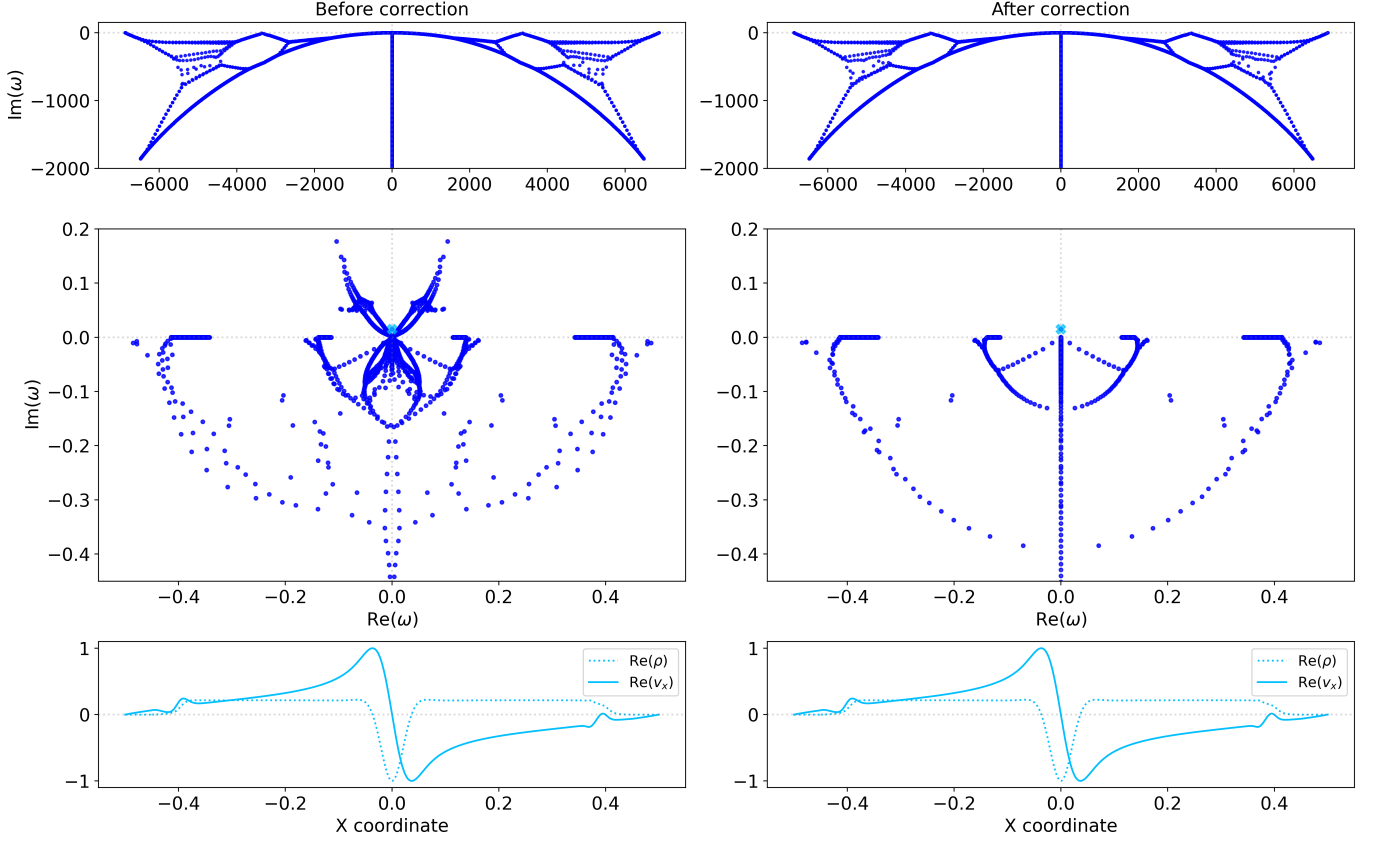 Before correction
After correction
Im(ω)
0
−1000
−2000
−6000 −4000 −2000 0 2000 4000 6000
0
−1000
−2000
−6000 −4000 −2000 0 2000 4000 6000
Im(ω)
0.2
0.1
0.0
−0.1
−0.2
−0.3
−0.4
−0.4 −0.2 0.0 0.2 0.4
Re(ω)
0.2
0.1
0.0
−0.1
−0.2
−0.3
−0.4
−0.4 −0.2 0.0 0.2 0.4
Re(ω)
1
0
−1
Re(ρ)
Re(vₓ)
−0.4 −0.2 0.0 0.2 0.4
X coordinate
1
0
−1
Re(ρ)
Re(vₓ)
−0.4 −0.2 0.0 0.2 0.4
X coordinate